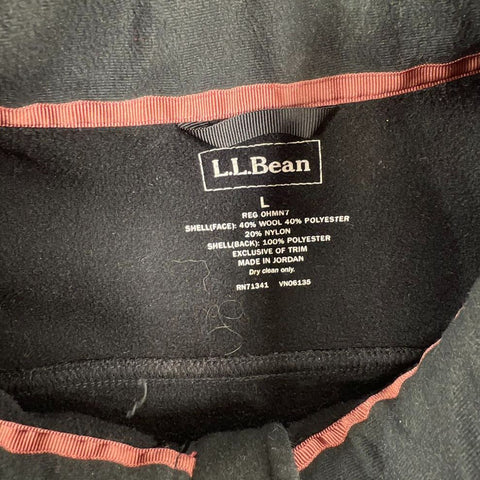 L.L.Bean
L
REG OHMN7
SHELL(FACE): 40% WOOL 40% POLYESTER
20% NYLON
SHELL(BACK): 100% POLYESTER
EXCLUSIVE OF TRIM
MADE IN JORDAN
Dry clean only.
RN71341 VN06135